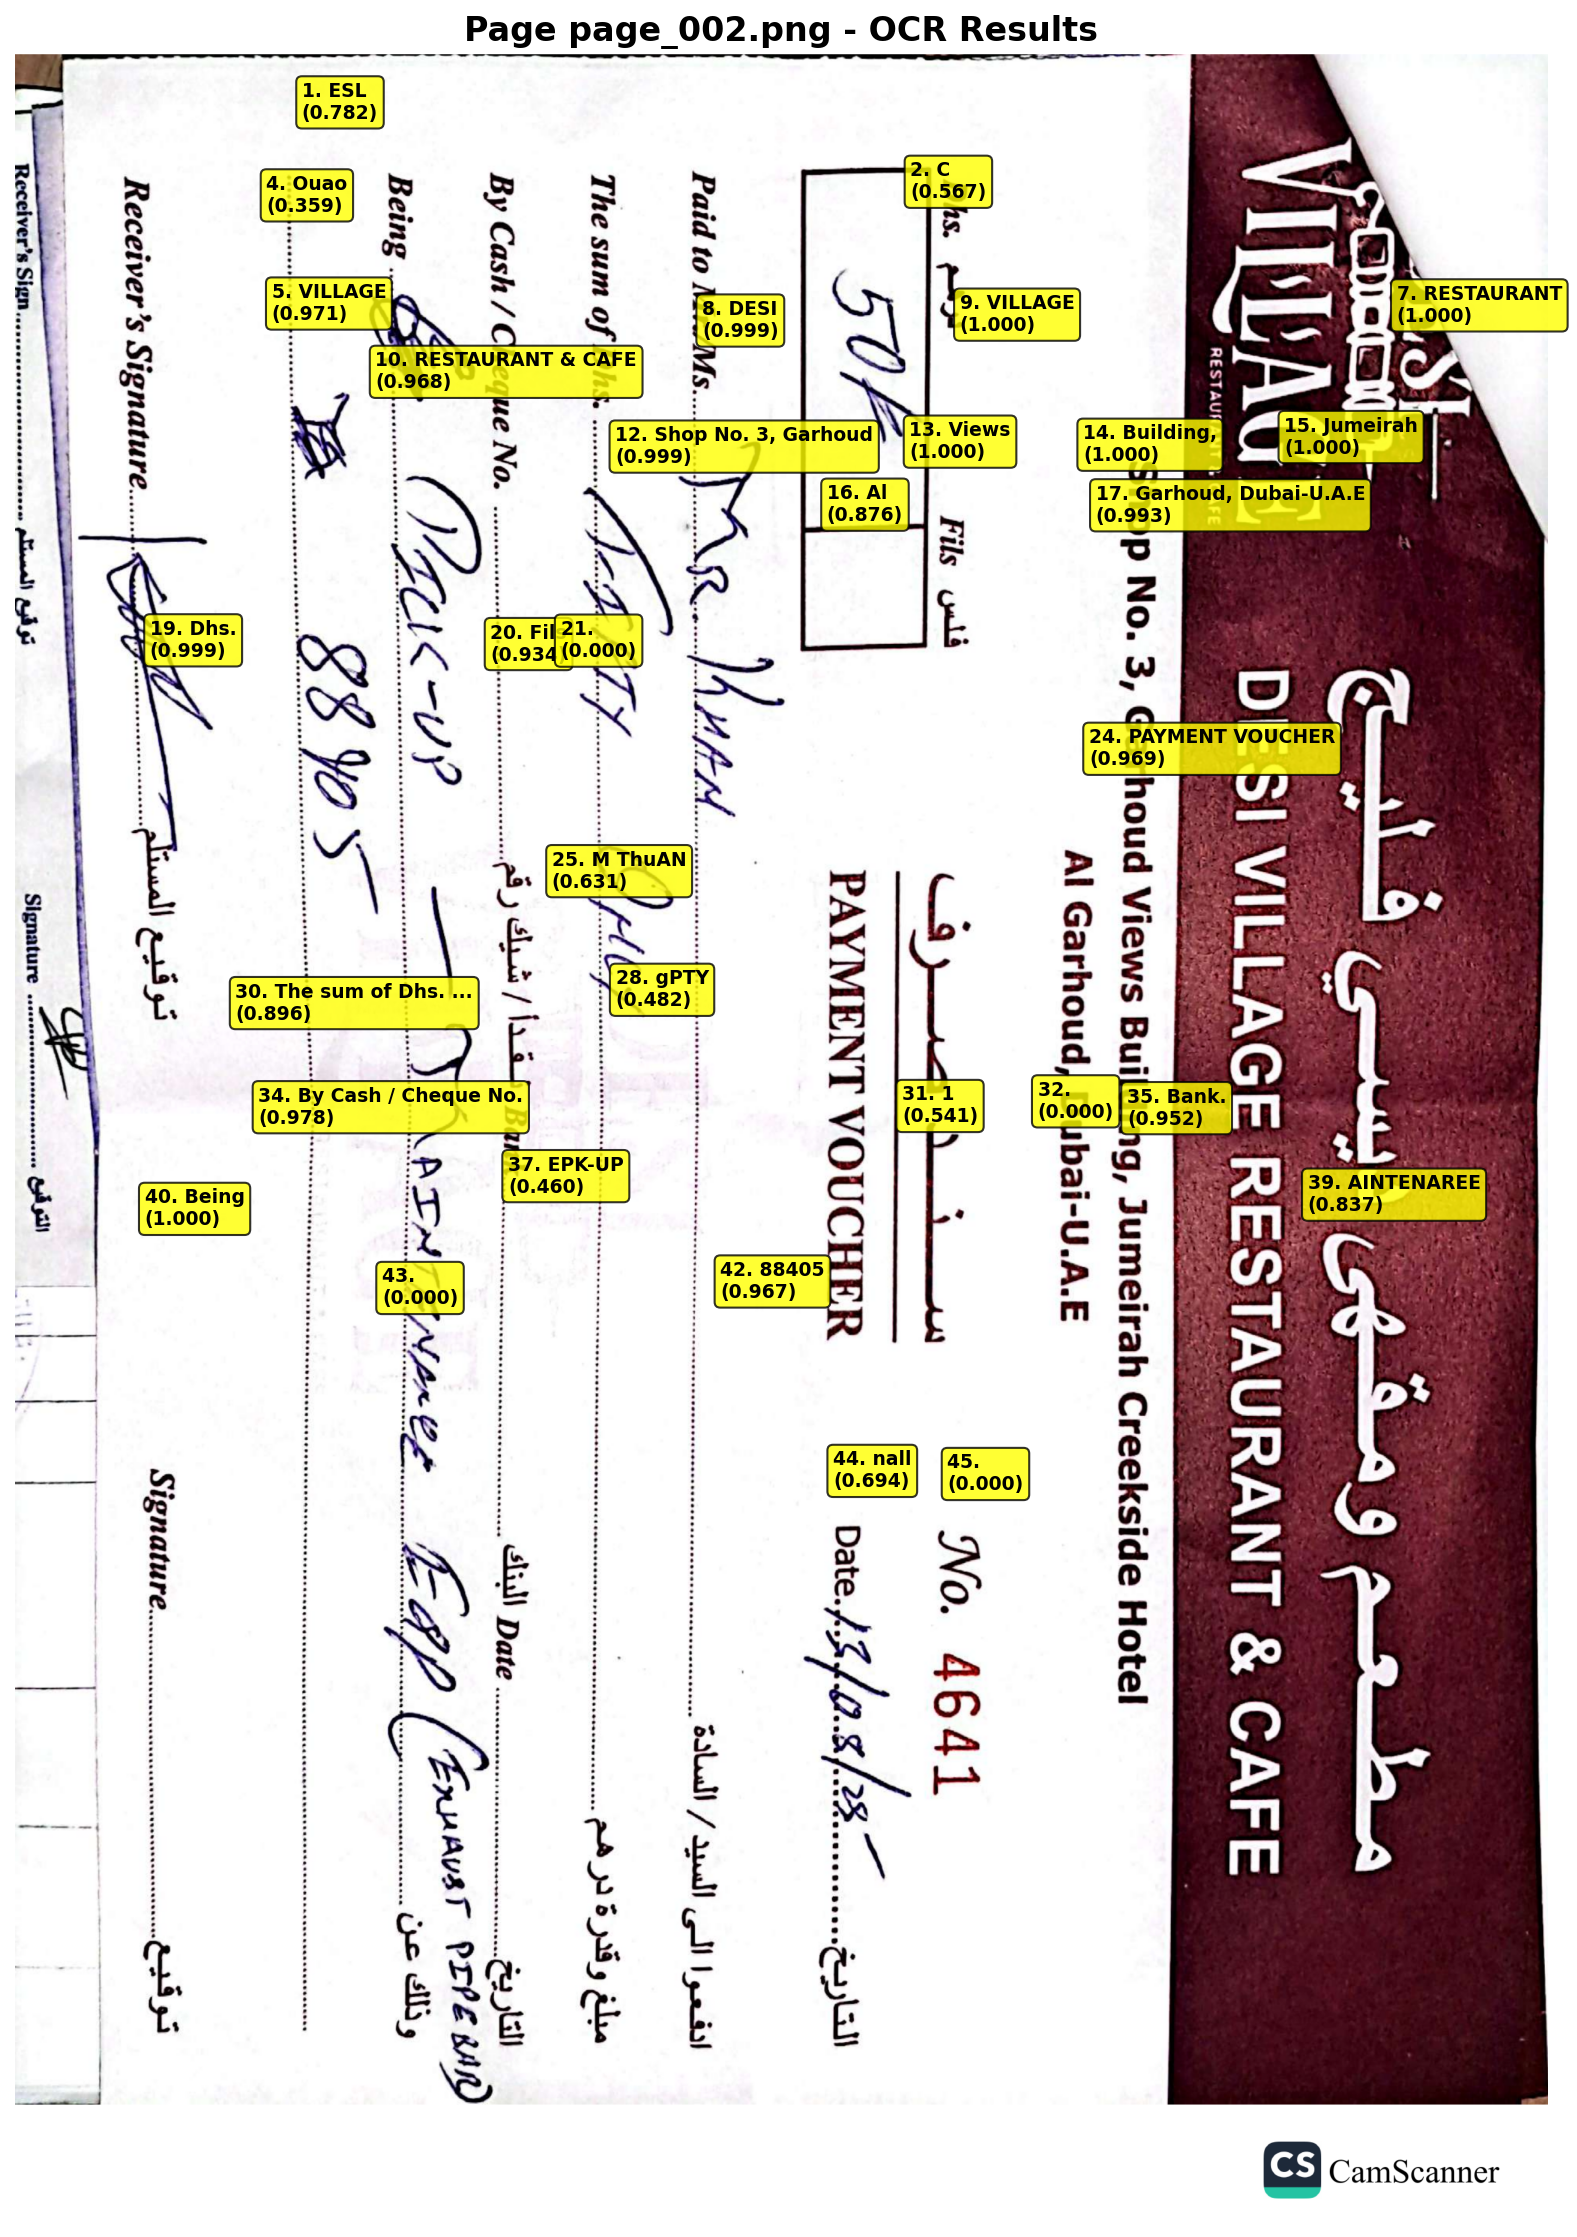 Page page_002.png - OCR Results
1. ESL
(0.782)
2. C
(0.567)
4. Ouao
(0.359)
5. VILLAGE
(0.971)
7. RESTAURANT
(1.000)
8. DESI
(0.999)
9. VILLAGE
(1.000)
10. RESTAURANT & CAFE
(0.968)
12. Shop No. 3, Garhoud
(0.999)
13. Views
(1.000)
14. Building,
(1.000)
15. Jumeirah
(1.000)
16. Al
(0.876)
17. Garhoud, Dubai-U.A.E
(0.993)
19. Dhs.
(0.999)
20. Fil
(0.934
21.
(0.000)
24. PAYMENT VOUCHER
(0.969)
25. M ThuAN
(0.631)
28. gPTY
(0.482)
30. The sum of Dhs. ...
(0.896)
31. 1
(0.541)
32.
(0.000)
34. By Cash / Cheque No.
(0.978)
35. Bank.
(0.952)
37. EPK-UP
(0.460)
39. AINTENAREE
(0.837)
40. Being
(1.000)
42. 88405
(0.967)
43.
(0.000)
44. nall
(0.694)
45.
(0.000)
VILLAGE
مطعم ومقهى ديسي فليج
DESI VILLAGE RESTAURANT & CAFE
Shop No. 3, Garhoud Views Building, Jumeirah Creekside Hotel
Al Garhoud, Dubai-U.A.E
Dhs. درهم Fils فلس
سند صرف
No. 4641
PAYMENT VOUCHER
Date 13/08/25 التاريخ
Paid to Mr. KHAN ادفعوا الى السيد / السادة
The sum of Dhs. FIFTY ONLY مبلغ وقدرة درهم
By Cash / Cheque No. نقداً / شيك رقم Bank البنك Date التاريخ
Being PICK-UP MAINTENANCE EXP (EXHAUST PIPE BAR) وذلك عن
Receiver's Signature توقيع المستلم Signature توقيع
Receiver's Sign توقيع المستلم Signature التوقيع
CS CamScanner